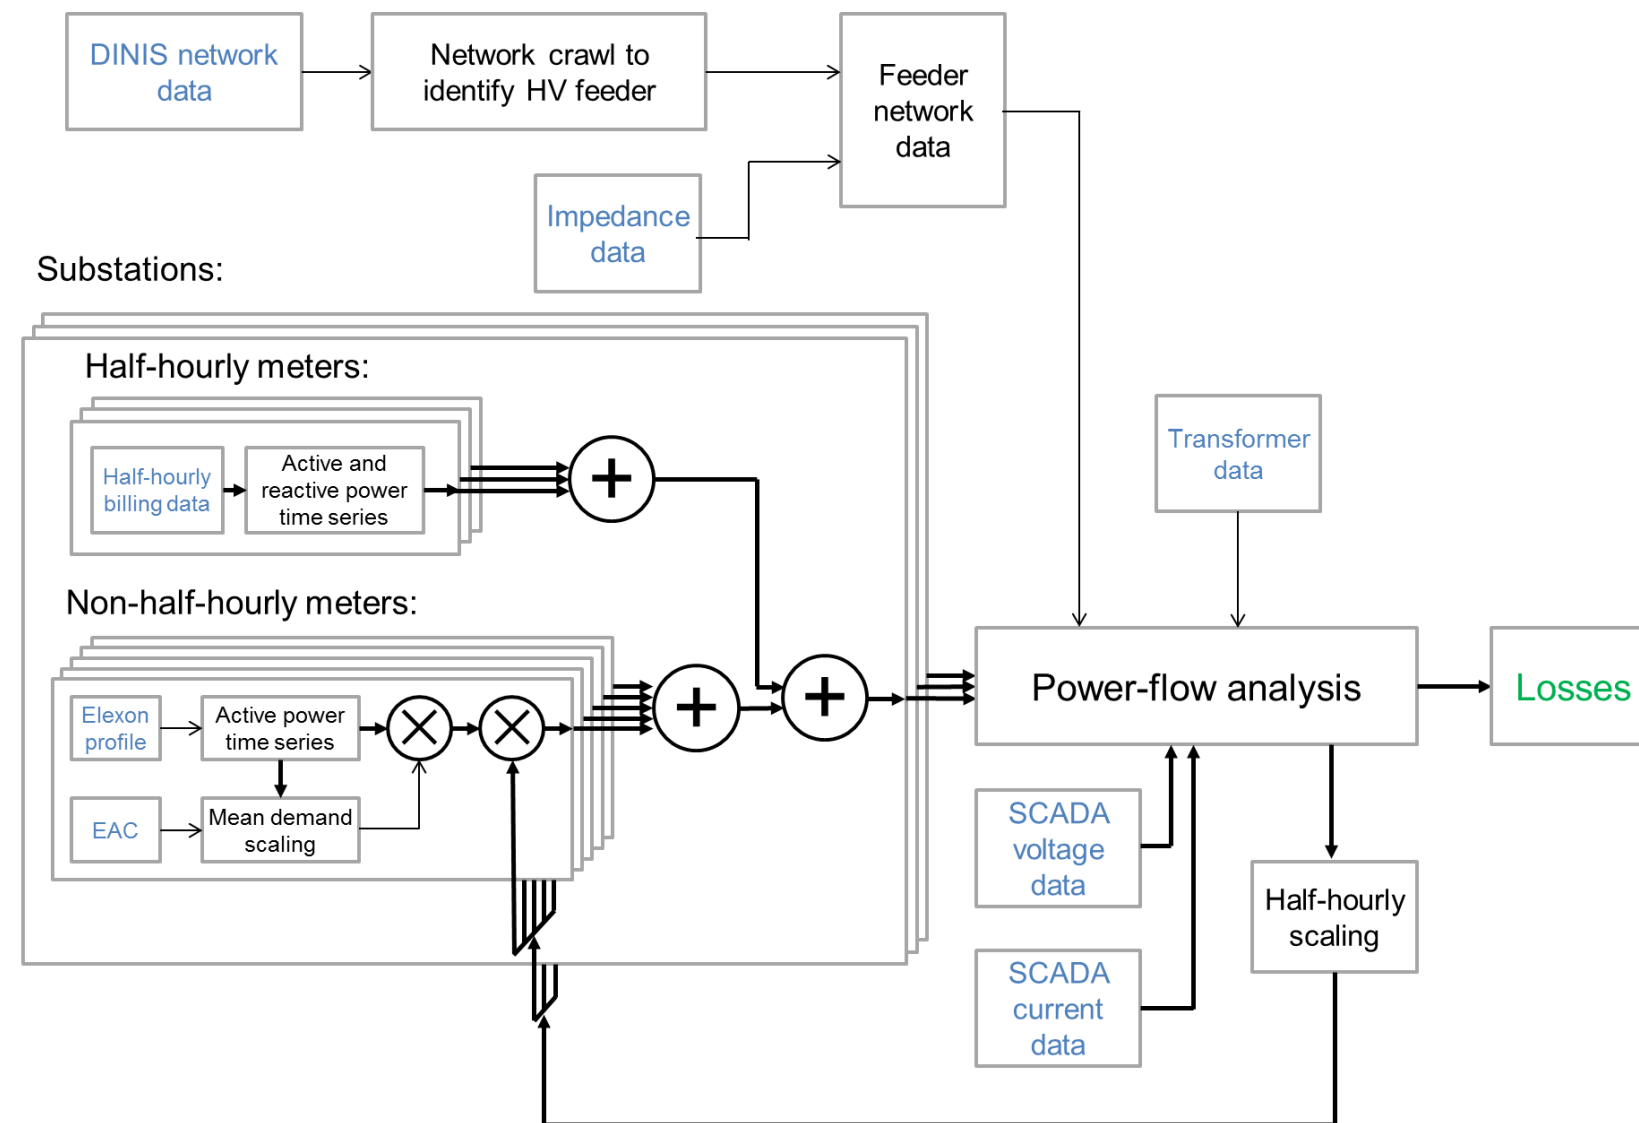 DINIS network
data
Network crawl to
identify HV feeder
Feeder
network
data
Impedance
data
Substations:
Half-hourly meters:
Half-hourly
billing data
Active and
reactive power
time series
+
Transformer
data
Non-half-hourly meters:
Elexon
profile
Active power
time series
×
×
+
+
EAC
Mean demand
scaling
Power-flow analysis
Losses
SCADA
voltage
data
SCADA
current
data
Half-hourly
scaling